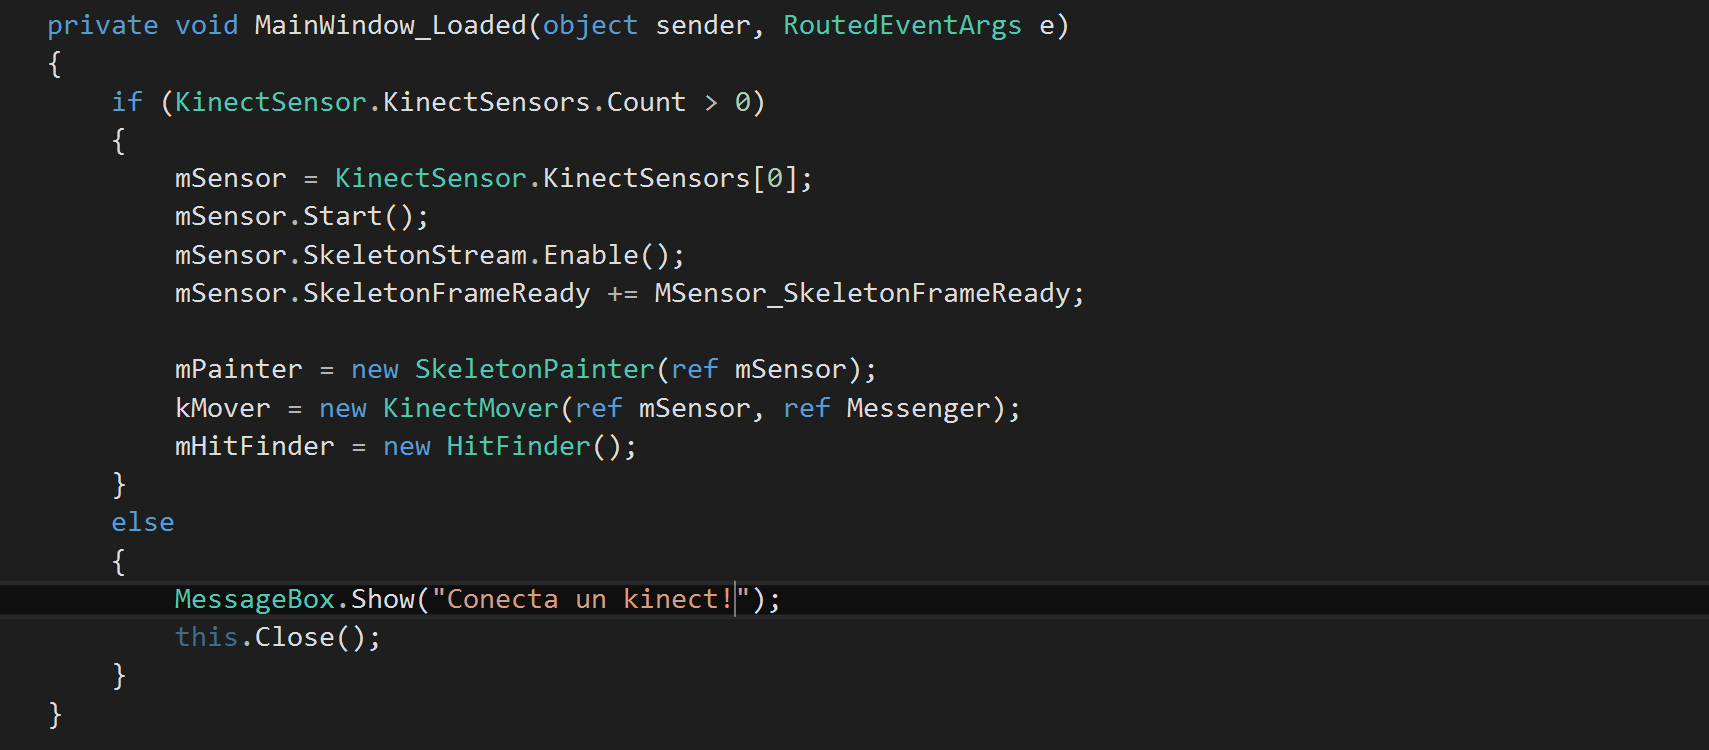 private void MainWindow_Loaded(object sender, RoutedEventArgs e)
{
    if (KinectSensor.KinectSensors.Count > 0)
    {
        mSensor = KinectSensor.KinectSensors[0];
        mSensor.Start();
        mSensor.SkeletonStream.Enable();
        mSensor.SkeletonFrameReady += MSensor_SkeletonFrameReady;

        mPainter = new SkeletonPainter(ref mSensor);
        kMover = new KinectMover(ref mSensor, ref Messenger);
        mHitFinder = new HitFinder();
    }
    else
    {
        MessageBox.Show("Conecta un kinect!");
        this.Close();
    }
}